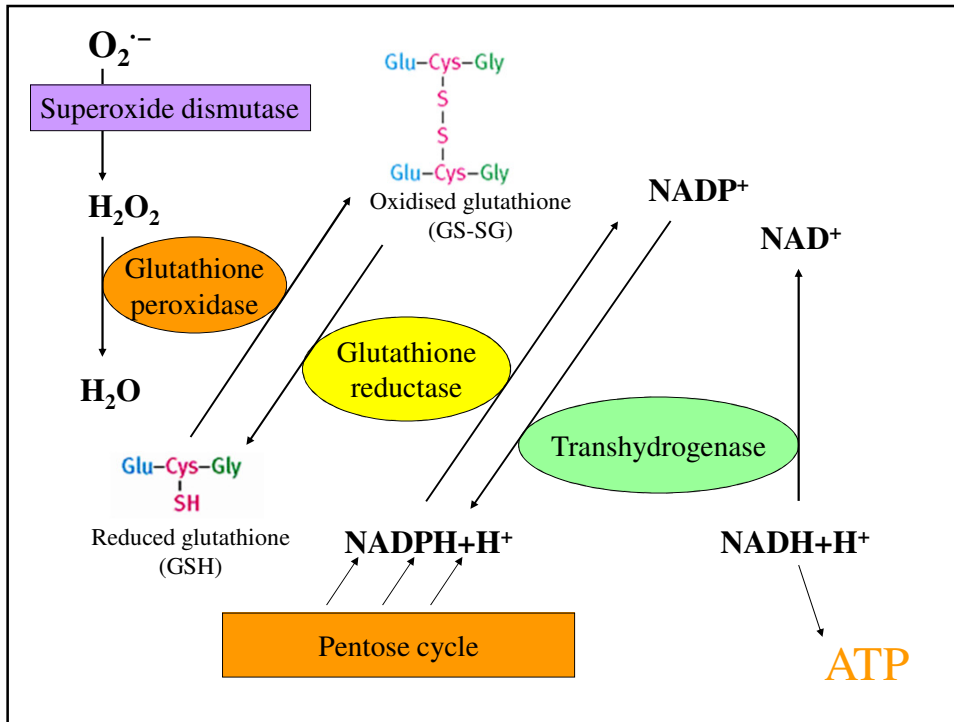 O₂˙⁻
Superoxide dismutase
H₂O₂
Glutathione
peroxidase
H₂O
Glu–Cys–Gly
S
S
Glu–Cys–Gly
Oxidised glutathione
(GS-SG)
Glutathione
reductase
Glu–Cys–Gly
SH
Reduced glutathione
(GSH)
NADP⁺
NAD⁺
Transhydrogenase
NADPH+H⁺
NADH+H⁺
Pentose cycle
ATP